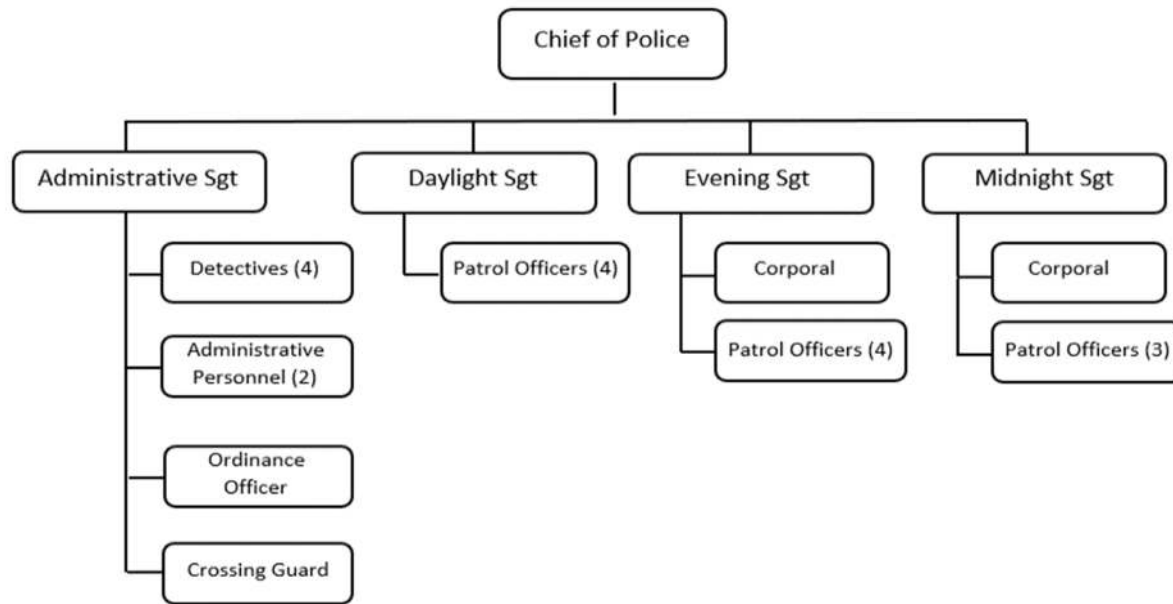 Chief of Police
Administrative Sgt
Daylight Sgt
Evening Sgt
Midnight Sgt
Detectives (4)
Administrative
Personnel (2)
Ordinance
Officer
Crossing Guard
Patrol Officers (4)
Corporal
Patrol Officers (4)
Corporal
Patrol Officers (3)